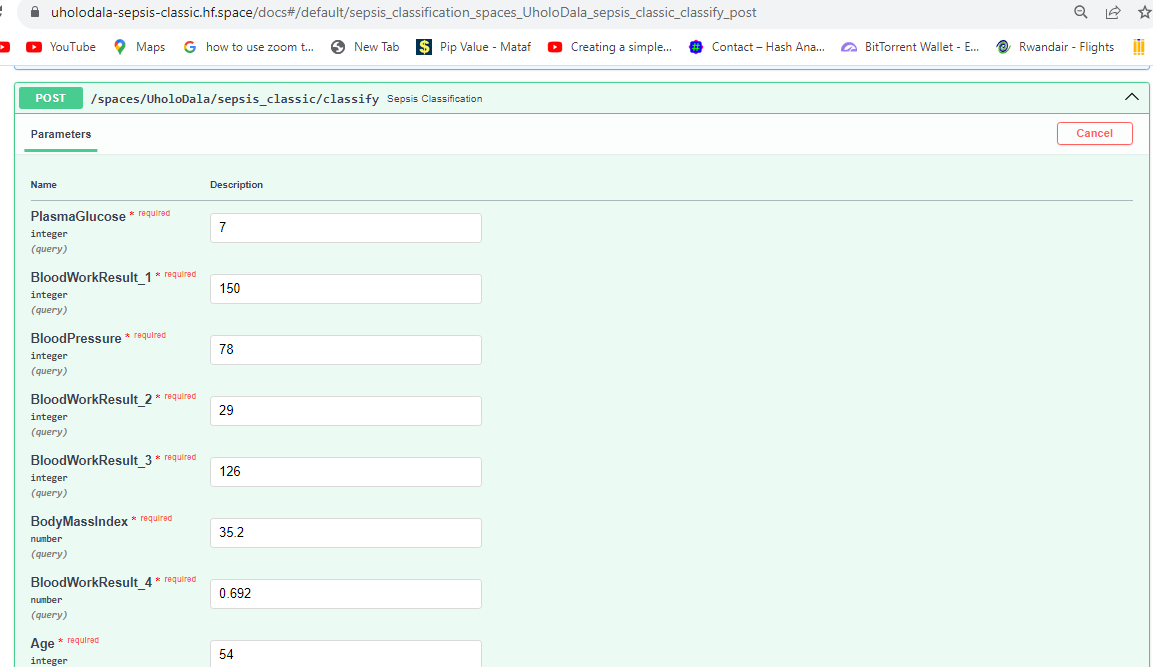 uholodala-sepsis-classic.hf.space/docs#/default/sepsis_classification_spaces_UholoDala_sepsis_classic_classify_post
YouTube Maps how to use zoom t... New Tab Pip Value - Mataf Creating a simple... Contact – Hash Ana... BitTorrent Wallet - E... Rwandair - Flights
POST /spaces/UholoDala/sepsis_classic/classify Sepsis Classification
Parameters Cancel
Name Description
PlasmaGlucose * required
integer
(query)
7
BloodWorkResult_1 * required
integer
(query)
150
BloodPressure * required
integer
(query)
78
BloodWorkResult_2 * required
integer
(query)
29
BloodWorkResult_3 * required
integer
(query)
126
BodyMassIndex * required
number
(query)
35.2
BloodWorkResult_4 * required
number
(query)
0.692
Age * required
integer
54